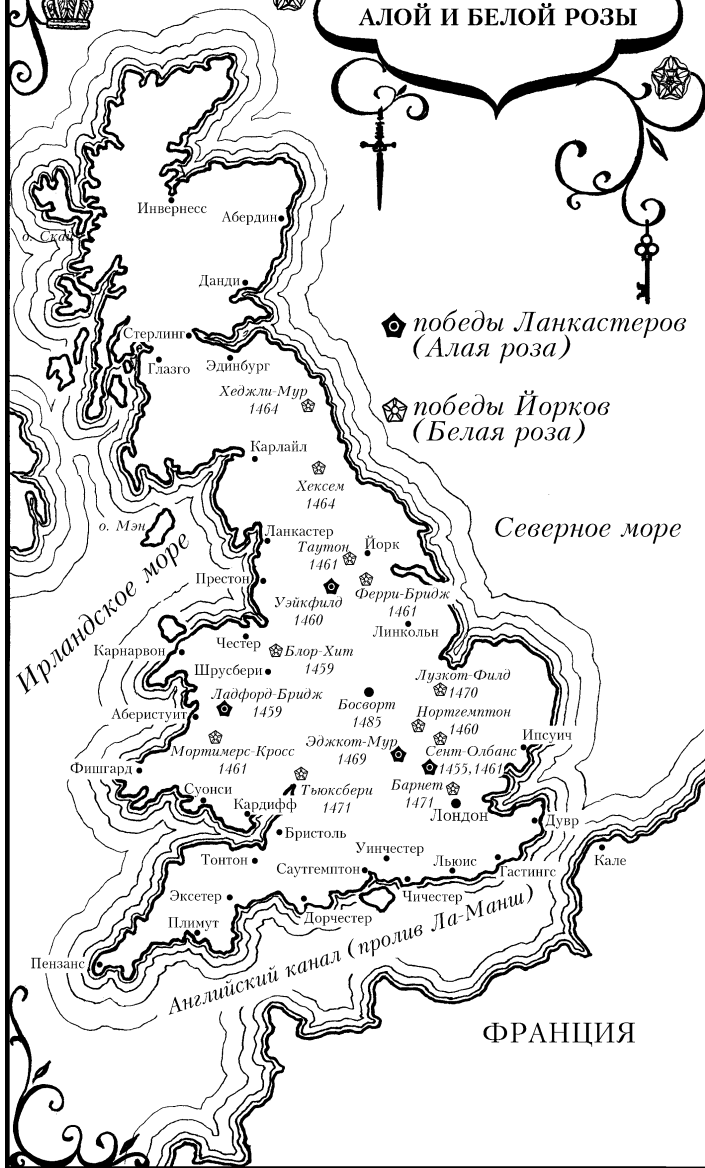 АЛОЙ И БЕЛОЙ РОЗЫ
Инвернесс
Абердин
о. Скай
Данди
победы Ланкастеров
(Алая роза)
Стерлинг
Глазго
Эдинбург
Хеджли-Мур
1464
победы Йорков
(Белая роза)
Карлайл
Хексем
1464
о. Мэн
Северное море
Ирландское море
Ланкастер
Таутон
1461
Йорк
Престон
Уэйкфилд
1460
Ферри-Бридж
1461
Линкольн
Честер
Карнарвон
Блор-Хит
1459
Шрусбери
Лузкот-Филд
1470
Ладфорд-Бридж
1459
Босворт
1485
Аберистуит
Нортгемптон
1460
Эджкот-Мур
1469
Ипсуич
Мортимерс-Кросс
1461
Сент-Олбанс
1455,1461
Фишгард
Суонси
Тьюксбери
1471
Барнет
1471
Кардифф
Лондон
Дувр
Бристоль
Уинчестер
Тонтон
Саутгемптон
Льюис
Гастингс
Кале
Эксетер
Чичестер
Дорчестер
Плимут
Пензанс
Английский канал (пролив Ла-Манш)
ФРАНЦИЯ